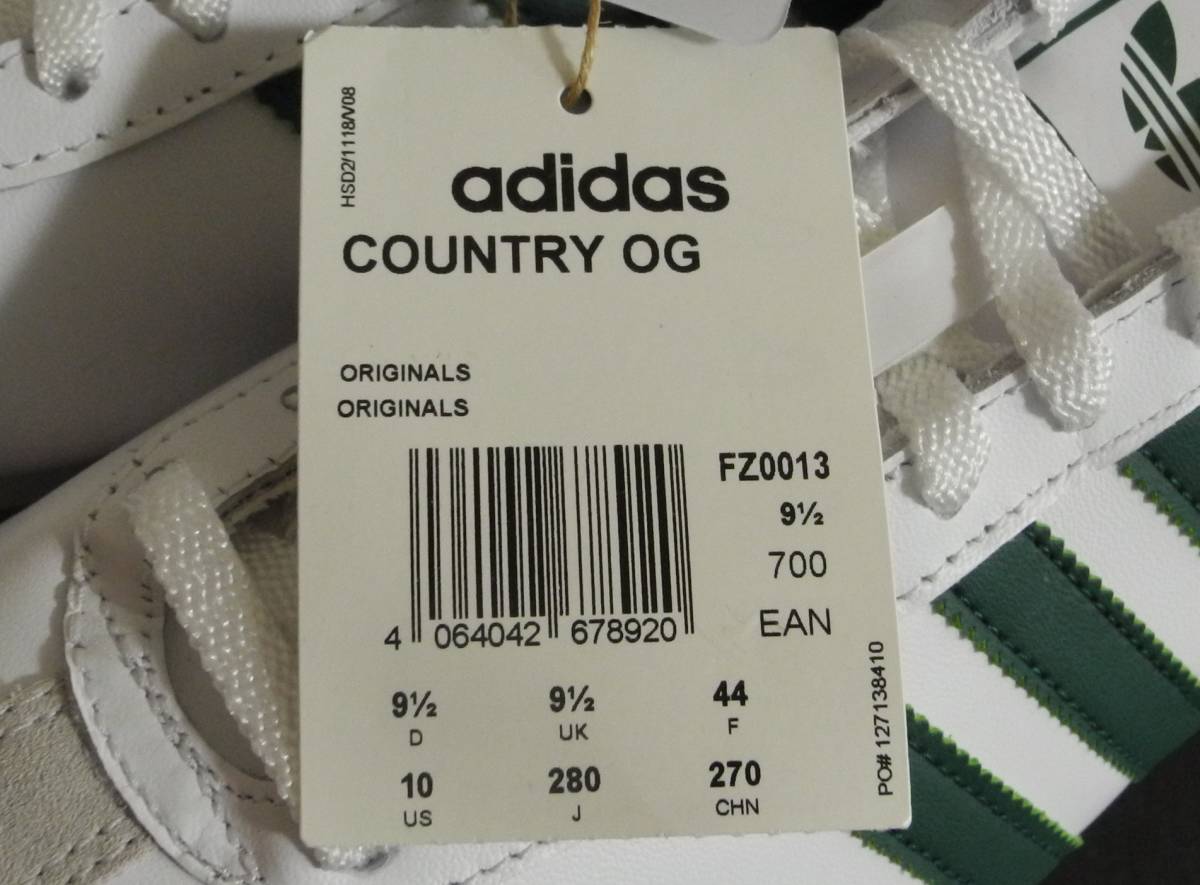 HSD2/1118/V08
adidas
COUNTRY OG
ORIGINALS
ORIGINALS
FZ0013
9½
700
EAN
4 064042 678920
9½ 9½ 44
D UK F
10 280 270
US J CHN
PO# 127138410